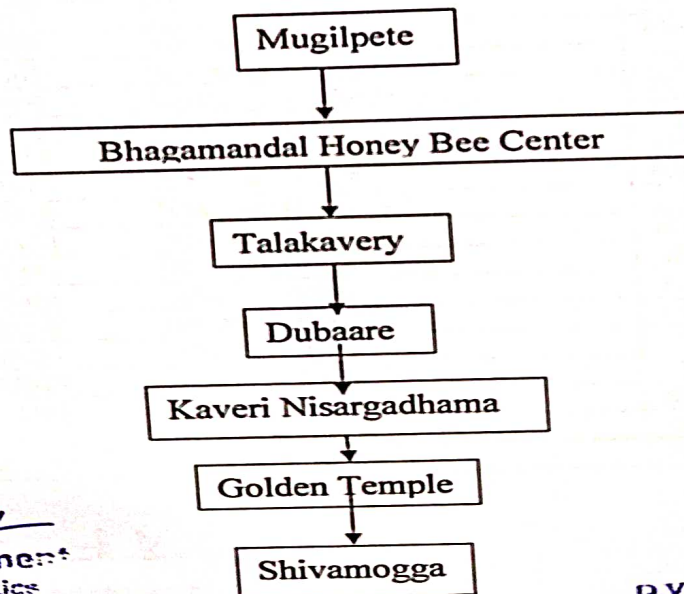 Mugilpete
Bhagamandal Honey Bee Center
Talakavery
Dubaare
Kaveri Nisargadhama
Golden Temple
Shivamogga